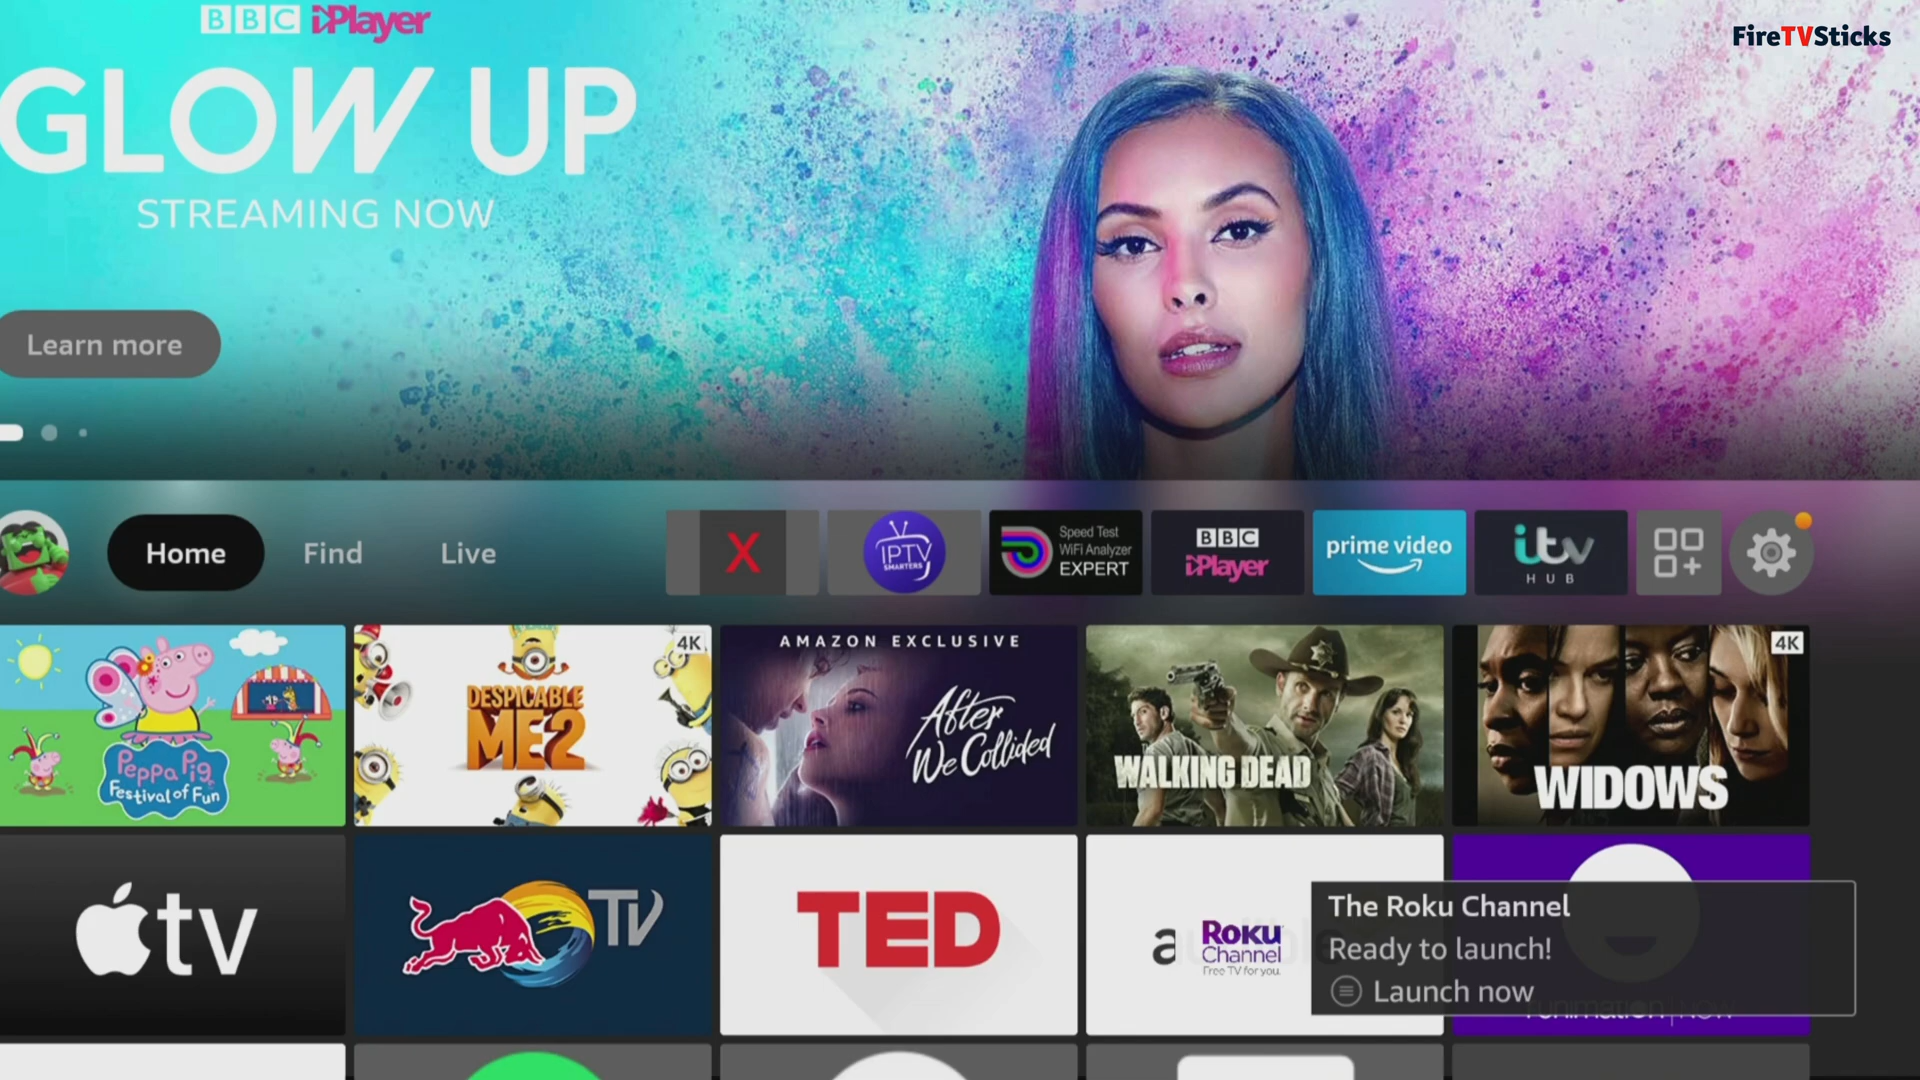 BBC iPlayer
FireTVSticks
GLOW UP
STREAMING NOW
Learn more
Home
Find
Live
X
IPTV
SMARTERS
Speed Test
WiFi Analyzer
EXPERT
BBC
iPlayer
prime video
itv
HUB
Peppa Pig
Festival of Fun
4K
DESPICABLE
ME2
AMAZON EXCLUSIVE
After
We Collided
WALKING DEAD
4K
WIDOWS
tv
TV
TED
a
Roku
Channel
Free TV for you.
The Roku Channel
Ready to launch!
Launch now